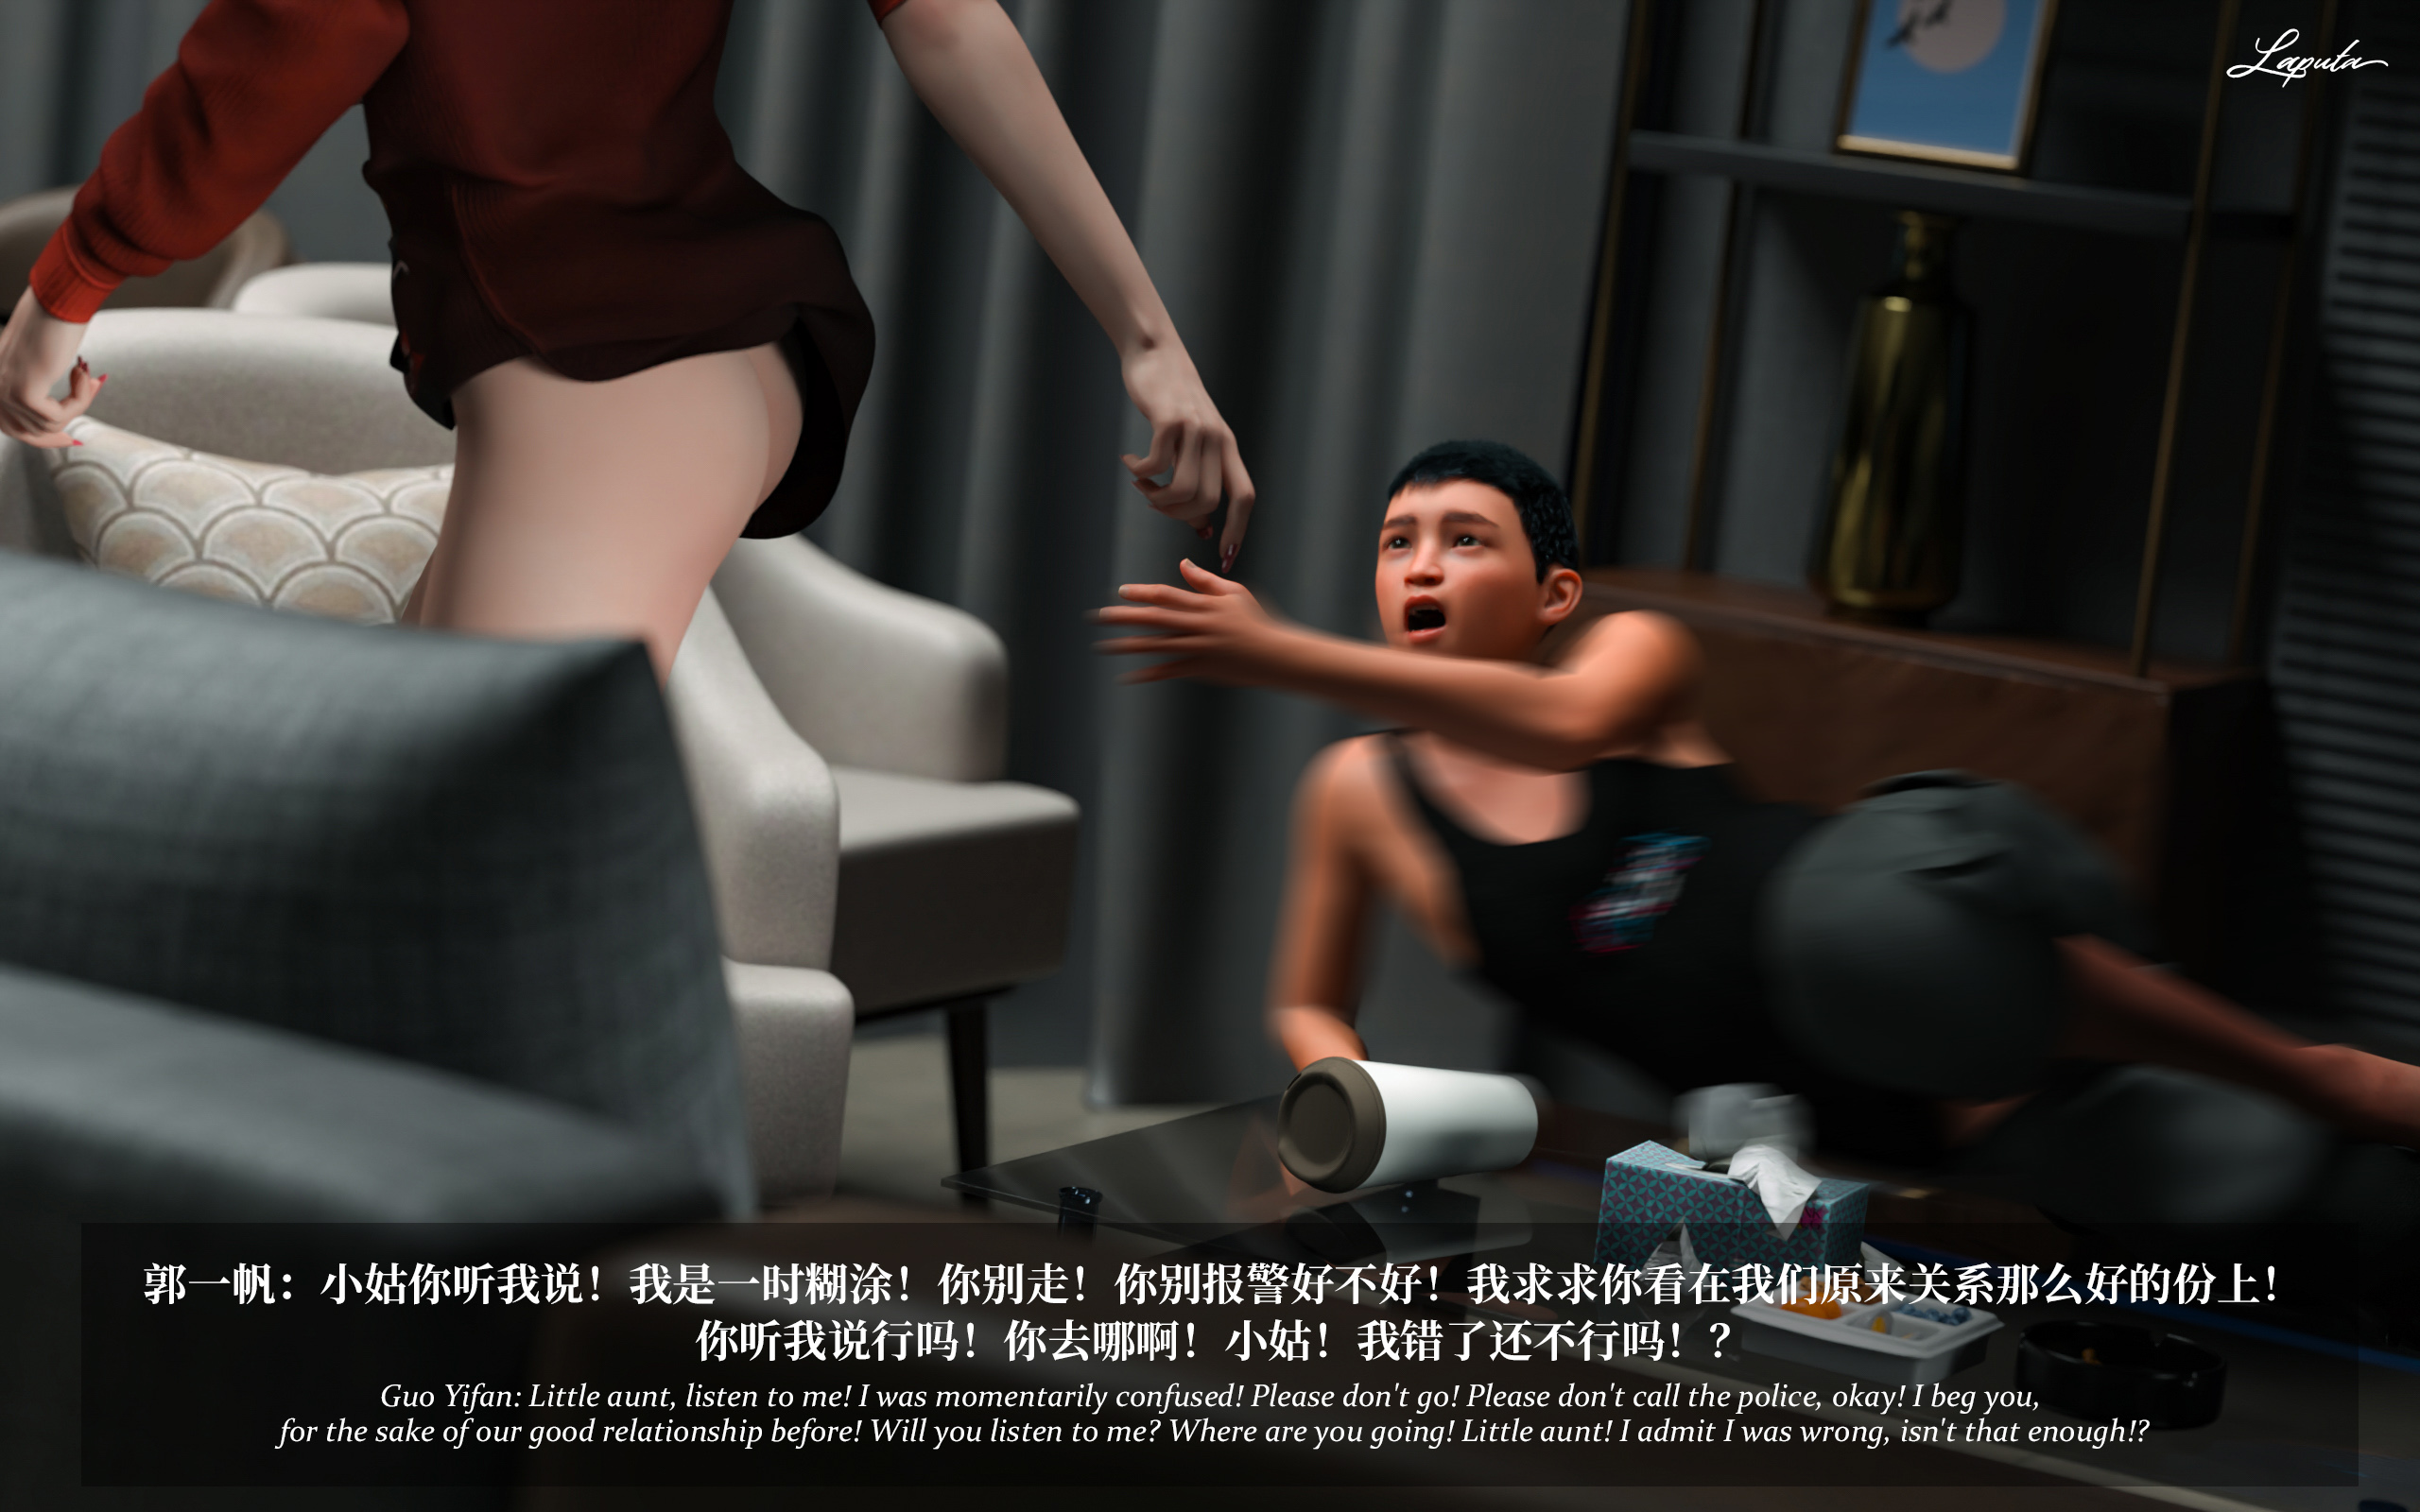 Laputa
郭一帆：小姑你听我说！我是一时糊涂！你别走！你别报警好不好！我求求你看在我们原来关系那么好的份上！
你听我说行吗！你去哪啊！小姑！我错了还不行吗！？
Guo Yifan: Little aunt, listen to me! I was momentarily confused! Please don't go! Please don't call the police, okay! I beg you,
for the sake of our good relationship before! Will you listen to me? Where are you going! Little aunt! I admit I was wrong, isn't that enough!?